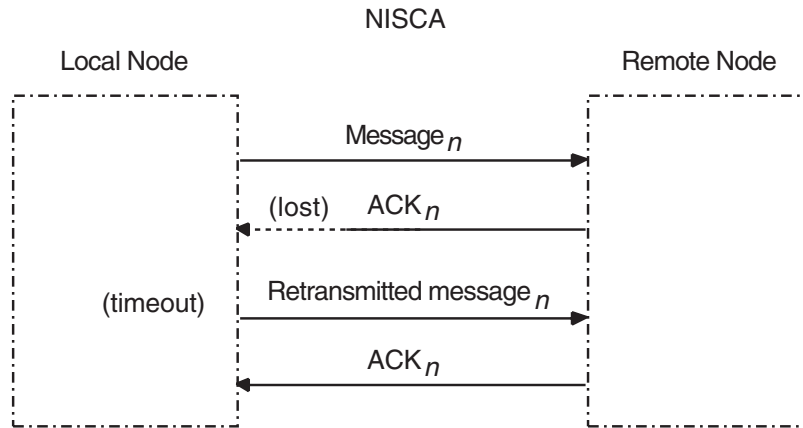 NISCA
Local Node
Remote Node
Message n
(lost)
ACK n
(timeout)
Retransmitted message n
ACK n